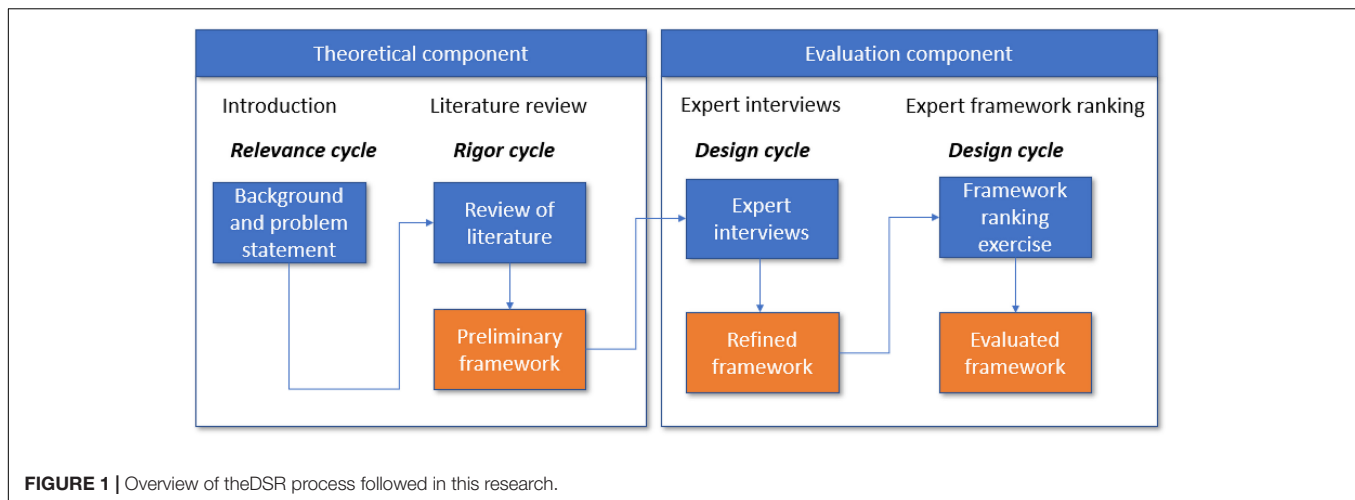 Theoretical component
Introduction
Literature review
Relevance cycle
Rigor cycle
Background
and problem
statement
Review of
literature
Preliminary
framework
Evaluation component
Expert interviews
Expert framework ranking
Design cycle
Design cycle
Expert
interviews
Framework
ranking
exercise
Refined
framework
Evaluated
framework
FIGURE 1 | Overview of theDSR process followed in this research.